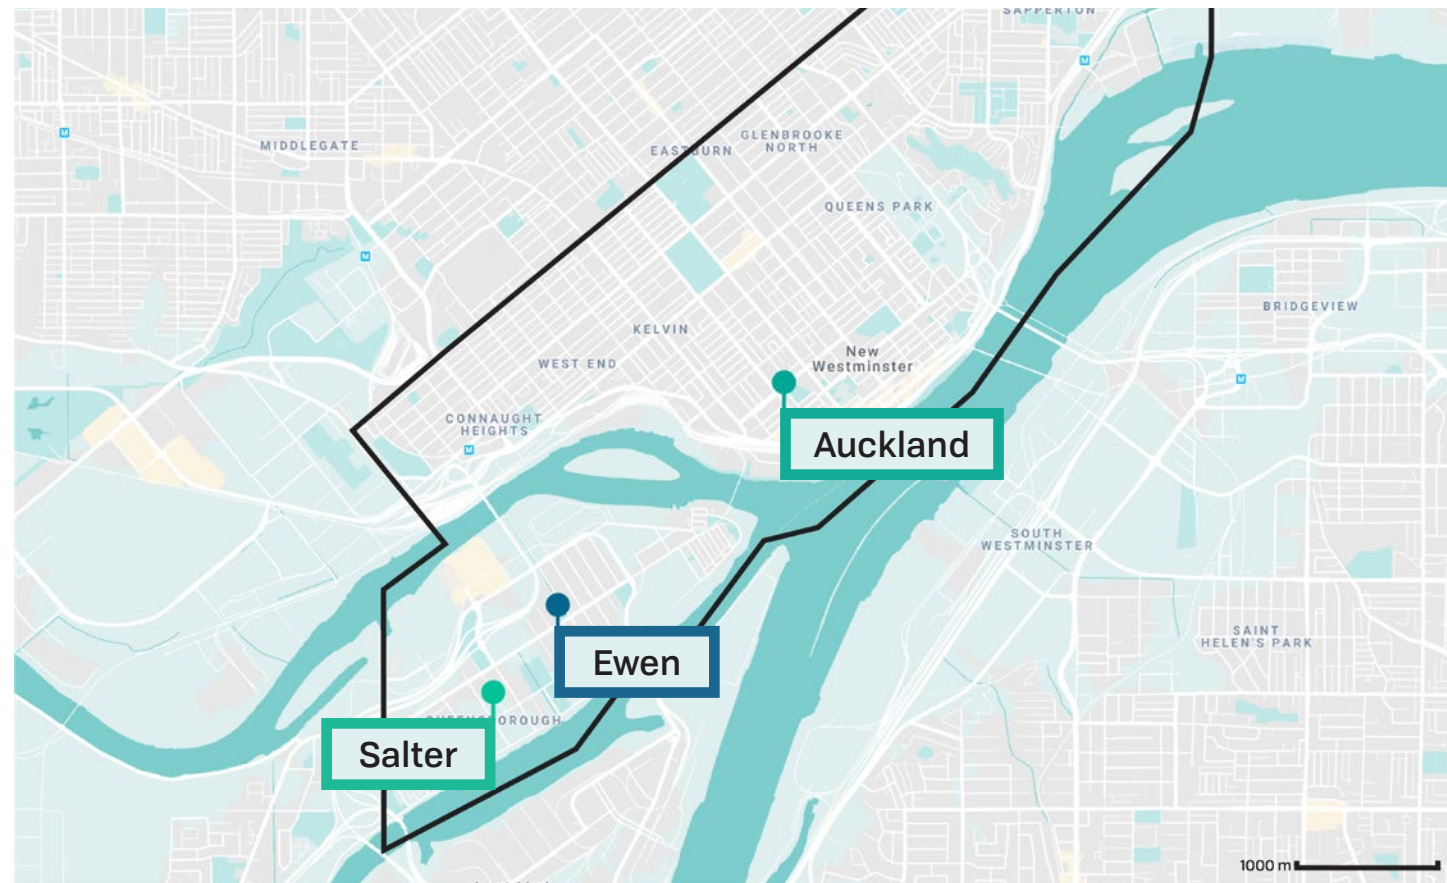 SAPPERTON
MIDDLEGATE
GLENBROOKE
NORTH
EASTBURN
QUEENS PARK
BRIDGEVIEW
KELVIN
New
Westminster
WEST END
CONNAUGHT
HEIGHTS
Auckland
SOUTH
WESTMINSTER
SAINT
HELEN'S PARK
Ewen
QUEENSBOROUGH
Salter
1000 m
M
M
M
M
M